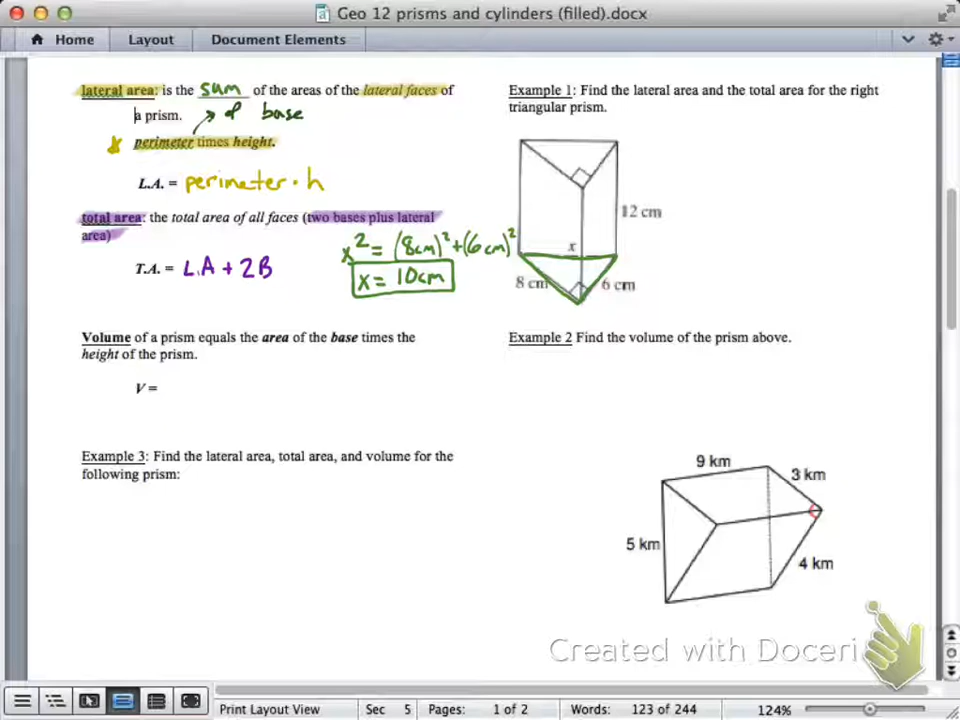 Geo 12 prisms and cylinders (filled).docx
Home Layout Document Elements
lateral area: is the sum of the areas of the lateral faces of
a prism. of base
perimeter times height.
L.A. = perimeter · h
total area: the total area of all faces (two bases plus lateral
area)
T.A. = L.A + 2B
x² = (8cm)² + (6cm)²
x = 10cm
Volume of a prism equals the area of the base times the
height of the prism.
V =
Example 1: Find the lateral area and the total area for the right
triangular prism.
12 cm
x
8 cm
6 cm
Example 2 Find the volume of the prism above.
Example 3: Find the lateral area, total area, and volume for the
following prism:
9 km
3 km
5 km
4 km
Created with Doceri
Print Layout View Sec 5 Pages: 1 of 2 Words: 123 of 244 124%